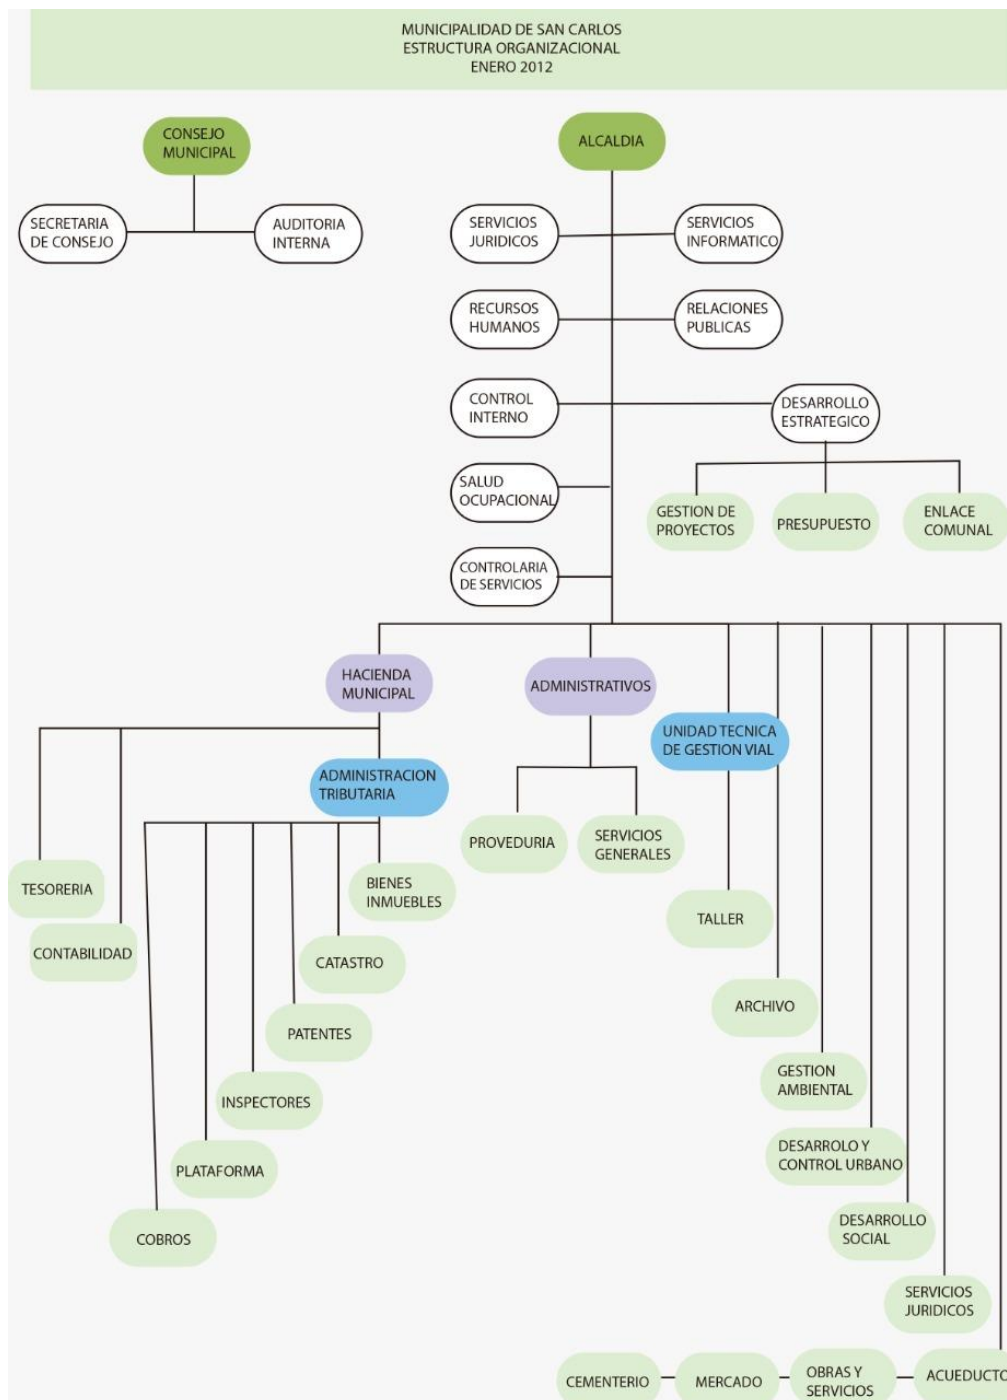 MUNICIPALIDAD DE SAN CARLOS
ESTRUCTURA ORGANIZACIONAL
ENERO 2012
CONSEJO
MUNICIPAL
ALCALDIA
SECRETARIA
DE CONSEJO
AUDITORIA
INTERNA
SERVICIOS
JURIDICOS
SERVICIOS
INFORMATICO
RECURSOS
HUMANOS
RELACIONES
PUBLICAS
CONTROL
INTERNO
DESARROLLO
ESTRATEGICO
SALUD
OCUPACIONAL
GESTION DE
PROYECTOS
PRESUPUESTO
ENLACE
COMUNAL
CONTROLARIA
DE SERVICIOS
HACIENDA
MUNICIPAL
ADMINISTRATIVOS
UNIDAD TECNICA
DE GESTION VIAL
ADMINISTRACION
TRIBUTARIA
PROVEDURIA
SERVICIOS
GENERALES
TESORERIA
BIENES
INMUEBLES
CONTABILIDAD
TALLER
CATASTRO
ARCHIVO
PATENTES
GESTION
AMBIENTAL
INSPECTORES
DESARROLO Y
CONTROL URBANO
PLATAFORMA
DESARROLLO
SOCIAL
COBROS
SERVICIOS
JURIDICOS
CEMENTERIO
MERCADO
OBRAS Y
SERVICIOS
ACUEDUCTO